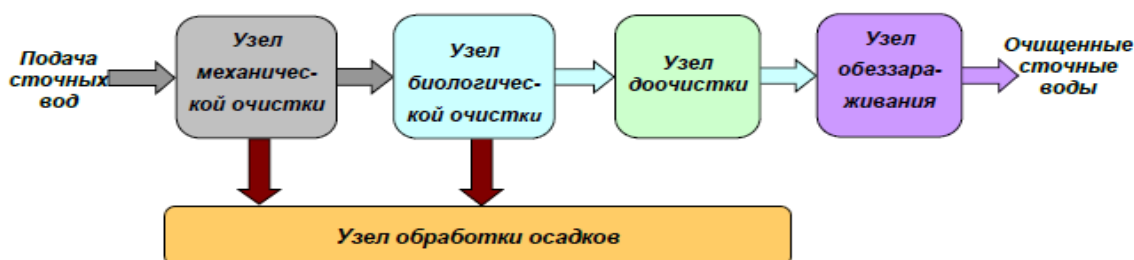 Подача
сточных
вод
Узел
механичес-
кой очистки
Узел
биологичес-
кой очистки
Узел
доочистки
Узел
обеззара-
живания
Очищенные
сточные
воды
Узел обработки осадков